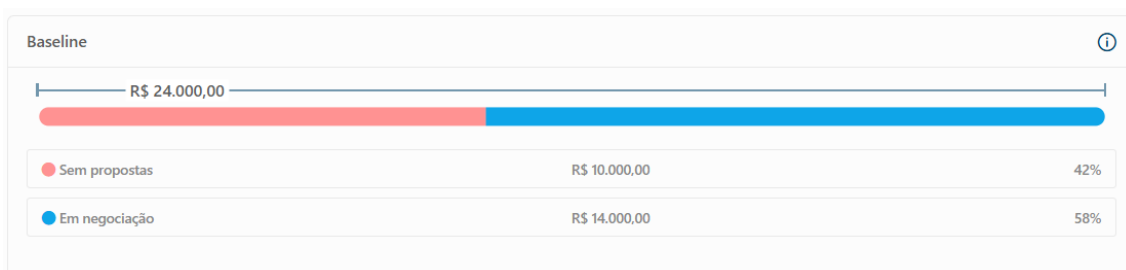 Baseline
R$ 24.000,00
Sem propostas R$ 10.000,00 42%
Em negociação R$ 14.000,00 58%